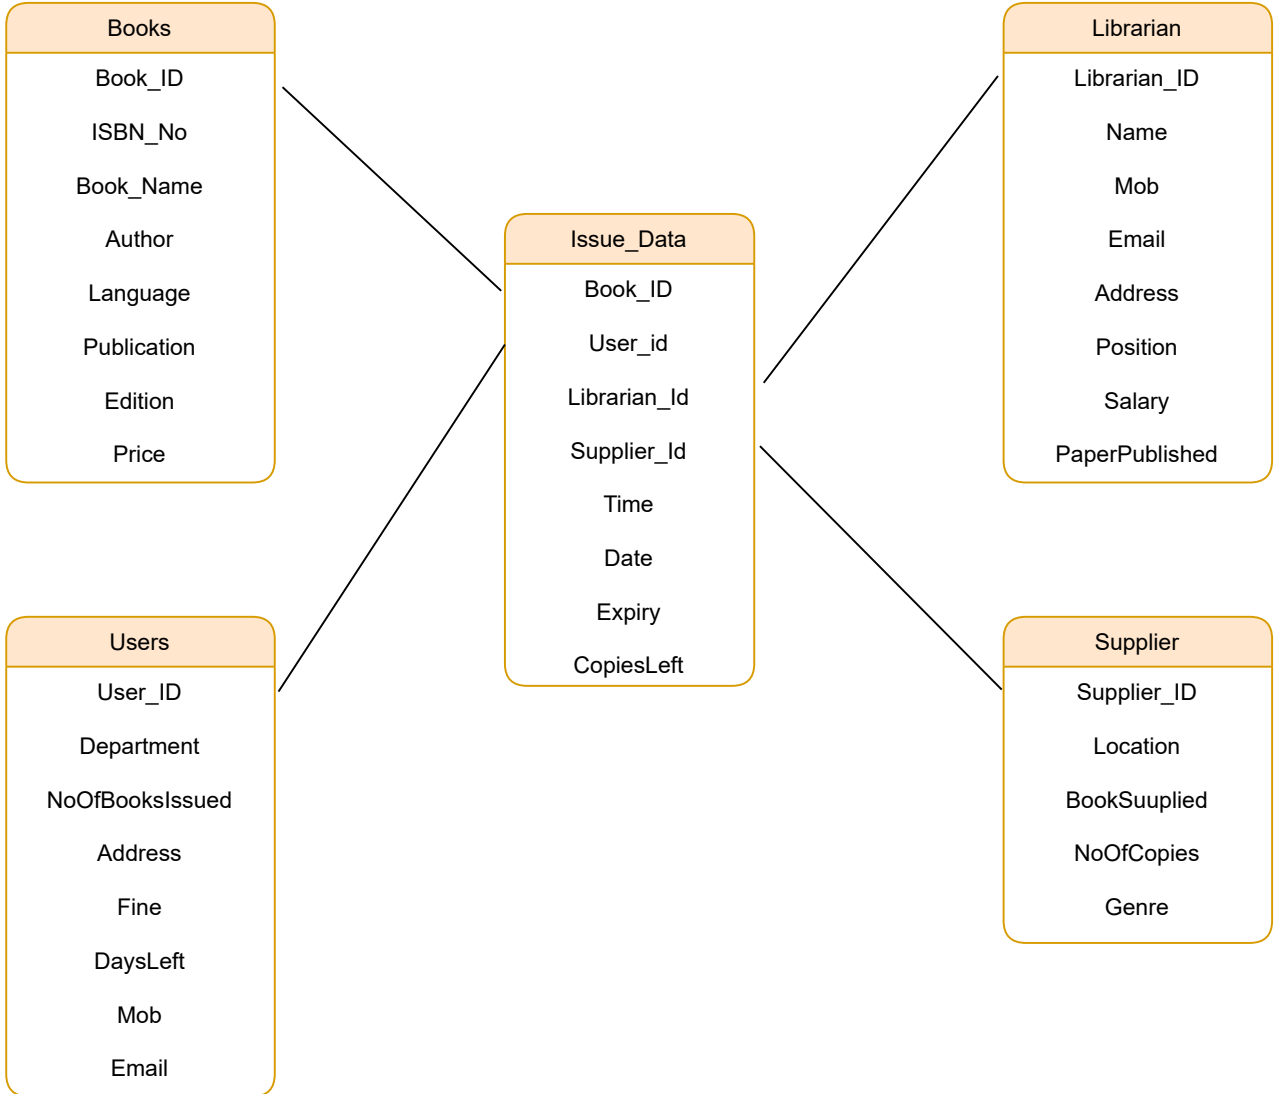 Books
Book_ID
ISBN_No
Book_Name
Author
Language
Publication
Edition
Price
Librarian
Librarian_ID
Name
Mob
Email
Address
Position
Salary
PaperPublished
Issue_Data
Book_ID
User_id
Librarian_Id
Supplier_Id
Time
Date
Expiry
CopiesLeft
Users
User_ID
Department
NoOfBooksIssued
Address
Fine
DaysLeft
Mob
Email
Supplier
Supplier_ID
Location
BookSuuplied
NoOfCopies
Genre